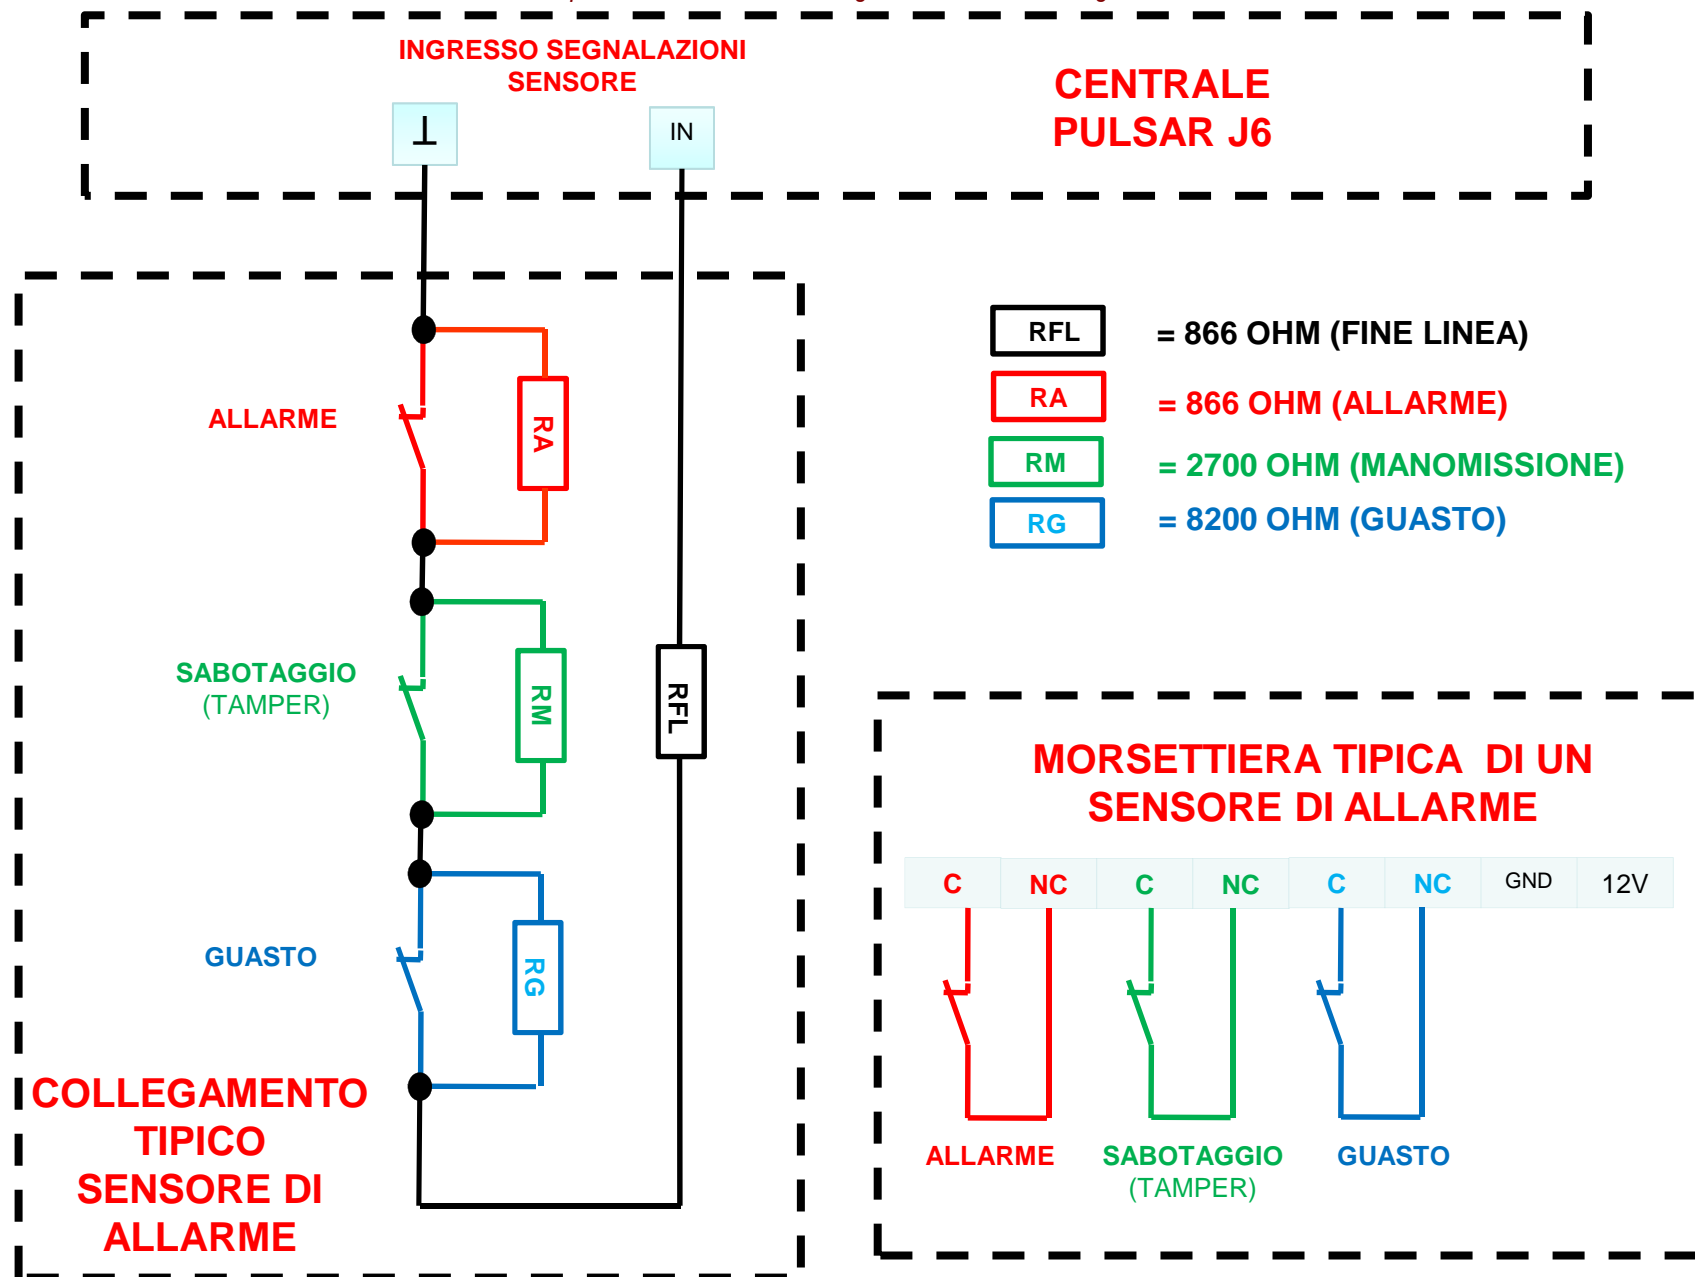 INGRESSO SEGNALAZIONI
SENSORE
CENTRALE
PULSAR J6
⊥
IN
RFL = 866 OHM (FINE LINEA)
RA = 866 OHM (ALLARME)
RM = 2700 OHM (MANOMISSIONE)
RG = 8200 OHM (GUASTO)
ALLARME
RA
SABOTAGGIO
(TAMPER)
RM
RFL
GUASTO
RG
COLLEGAMENTO
TIPICO
SENSORE DI
ALLARME
MORSETTIERA TIPICA DI UN
SENSORE DI ALLARME
C NC C NC C NC GND 12V
ALLARME
SABOTAGGIO
(TAMPER)
GUASTO